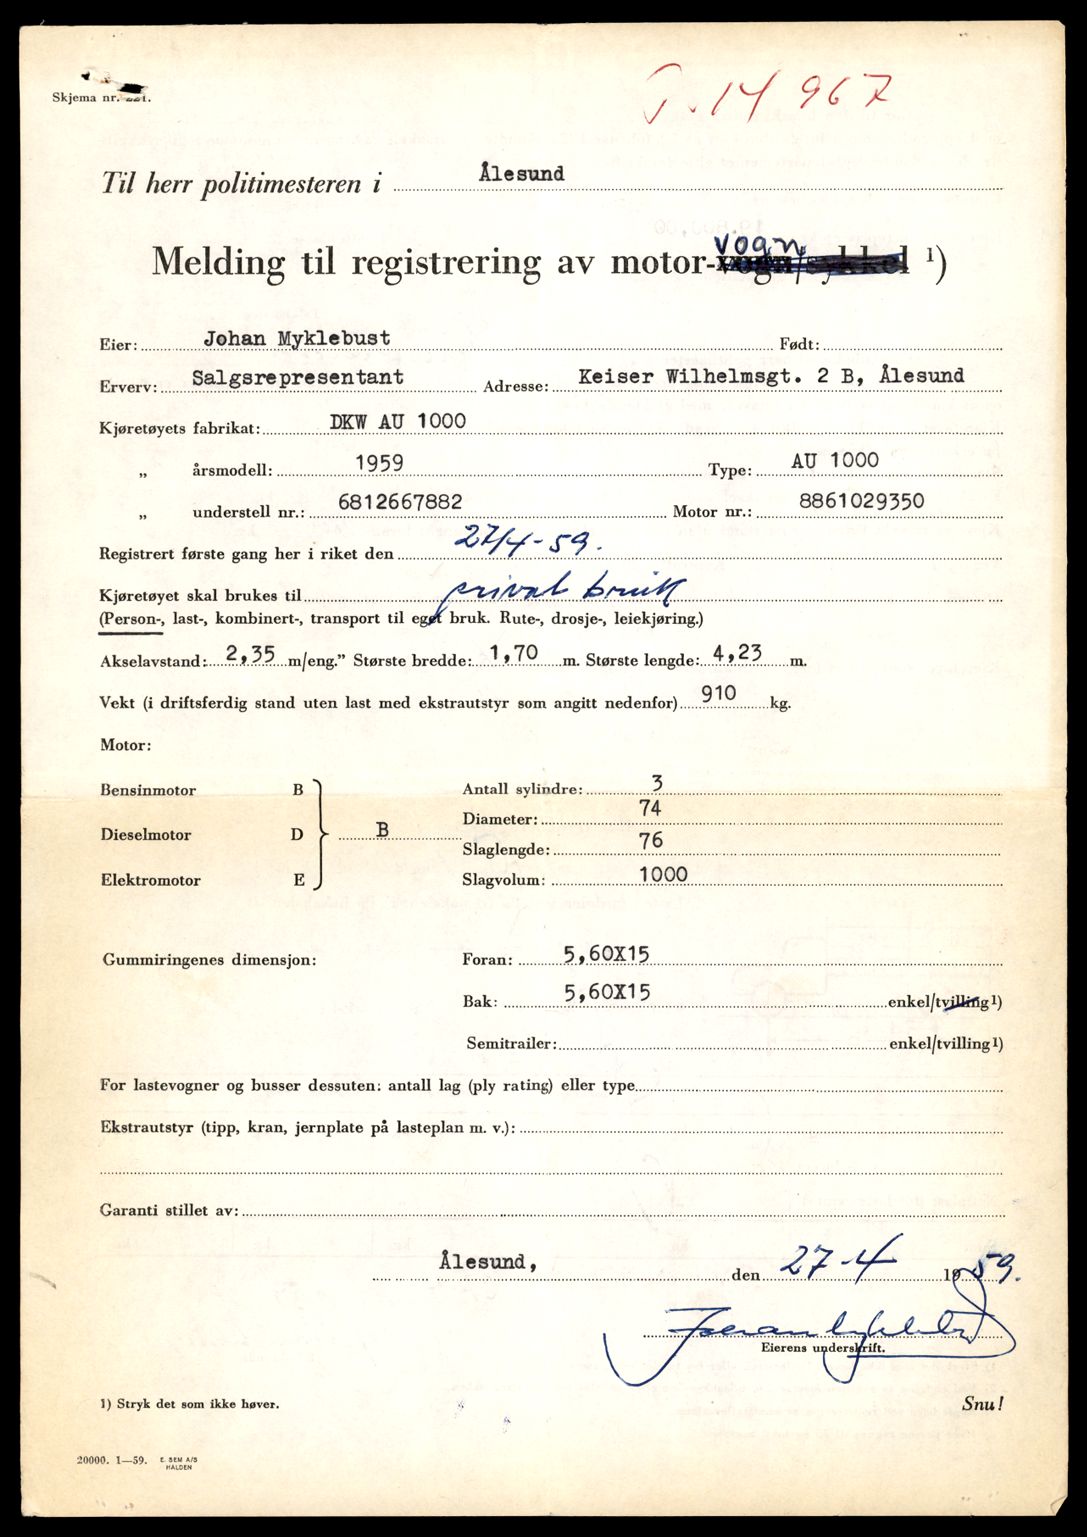 Skjema nr. 221.
T. 14 967
Til herr politimesteren i Ålesund
Melding til registrering av motor-vogn/sykkel ¹)
vogn
Eier: Johan Myklebust Født:
Erverv: Salgsrepresentant Adresse: Keiser Wilhelmsgt. 2 B, Ålesund
Kjøretøyets fabrikat: DKW AU 1000
„ årsmodell: 1959 Type: AU 1000
„ understell nr.: 6812667882 Motor nr.: 8861029350
Registrert første gang her i riket den 27/4-59.
Kjøretøyet skal brukes til privat bruk
(Person-, last-, kombinert-, transport til eget bruk. Rute-, drosje-, leiekjøring.)
Akselavstand: 2,35 m/eng.” Største bredde: 1,70 m. Største lengde: 4,23 m.
Vekt (i driftsferdig stand uten last med ekstrautstyr som angitt nedenfor) 910 kg.
Motor:
Bensinmotor B Antall sylindre: 3
Diameter: 74
Dieselmotor D B
Slaglengde: 76
Elektromotor E Slagvolum: 1000
Gummiringenes dimensjon: Foran: 5,60X15
Bak: 5,60X15 enkel/tvilling¹)
Semitrailer: enkel/tvilling¹)
For lastevogner og busser dessuten: antall lag (ply rating) eller type
Ekstrautstyr (tipp, kran, jernplate på lasteplan m. v.):
Garanti stillet av:
Ålesund, den 27-4 1959.
Johan Myklebust
Eierens underskrift.
1) Stryk det som ikke høver. Snu!
20000. 1—59. E. SEM A/S
HALDEN